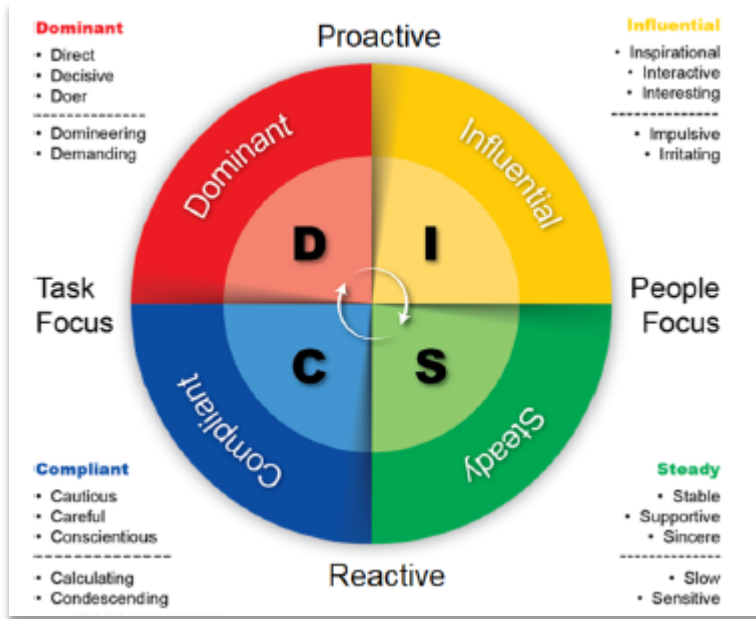 Dominant
• Direct
• Decisive
• Doer
• Domineering
• Demanding
Proactive
Influential
• Inspirational
• Interactive
• Interesting
• Impulsive
• Irritating
Dominant
Influential
D
I
Task
Focus
People
Focus
C
S
Compliant
Steady
Compliant
• Cautious
• Careful
• Conscientious
• Calculating
• Condescending
Reactive
Steady
• Stable
• Supportive
• Sincere
• Slow
• Sensitive